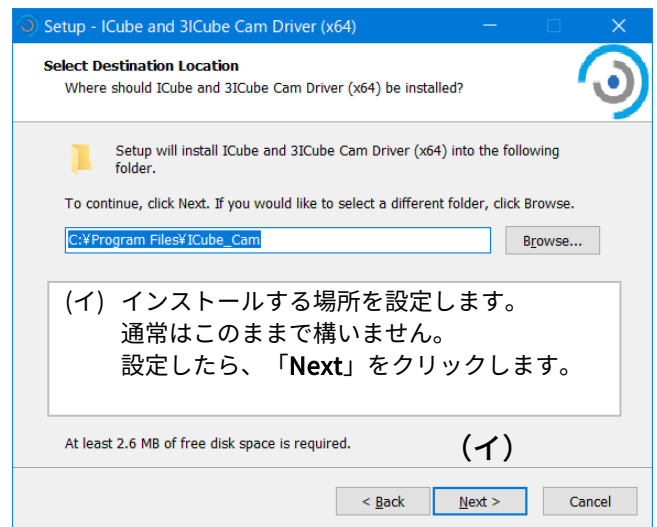 Setup - ICube and 3ICube Cam Driver (x64)
Select Destination Location
Where should ICube and 3ICube Cam Driver (x64) be installed?
Setup will install ICube and 3ICube Cam Driver (x64) into the following
folder.
To continue, click Next. If you would like to select a different folder, click Browse.
C:¥Program Files¥ICube_Cam
Browse...
(イ) インストールする場所を設定します。
通常はこのままで構いません。
設定したら、「Next」をクリックします。
At least 2.6 MB of free disk space is required.
(イ)
< Back
Next >
Cancel